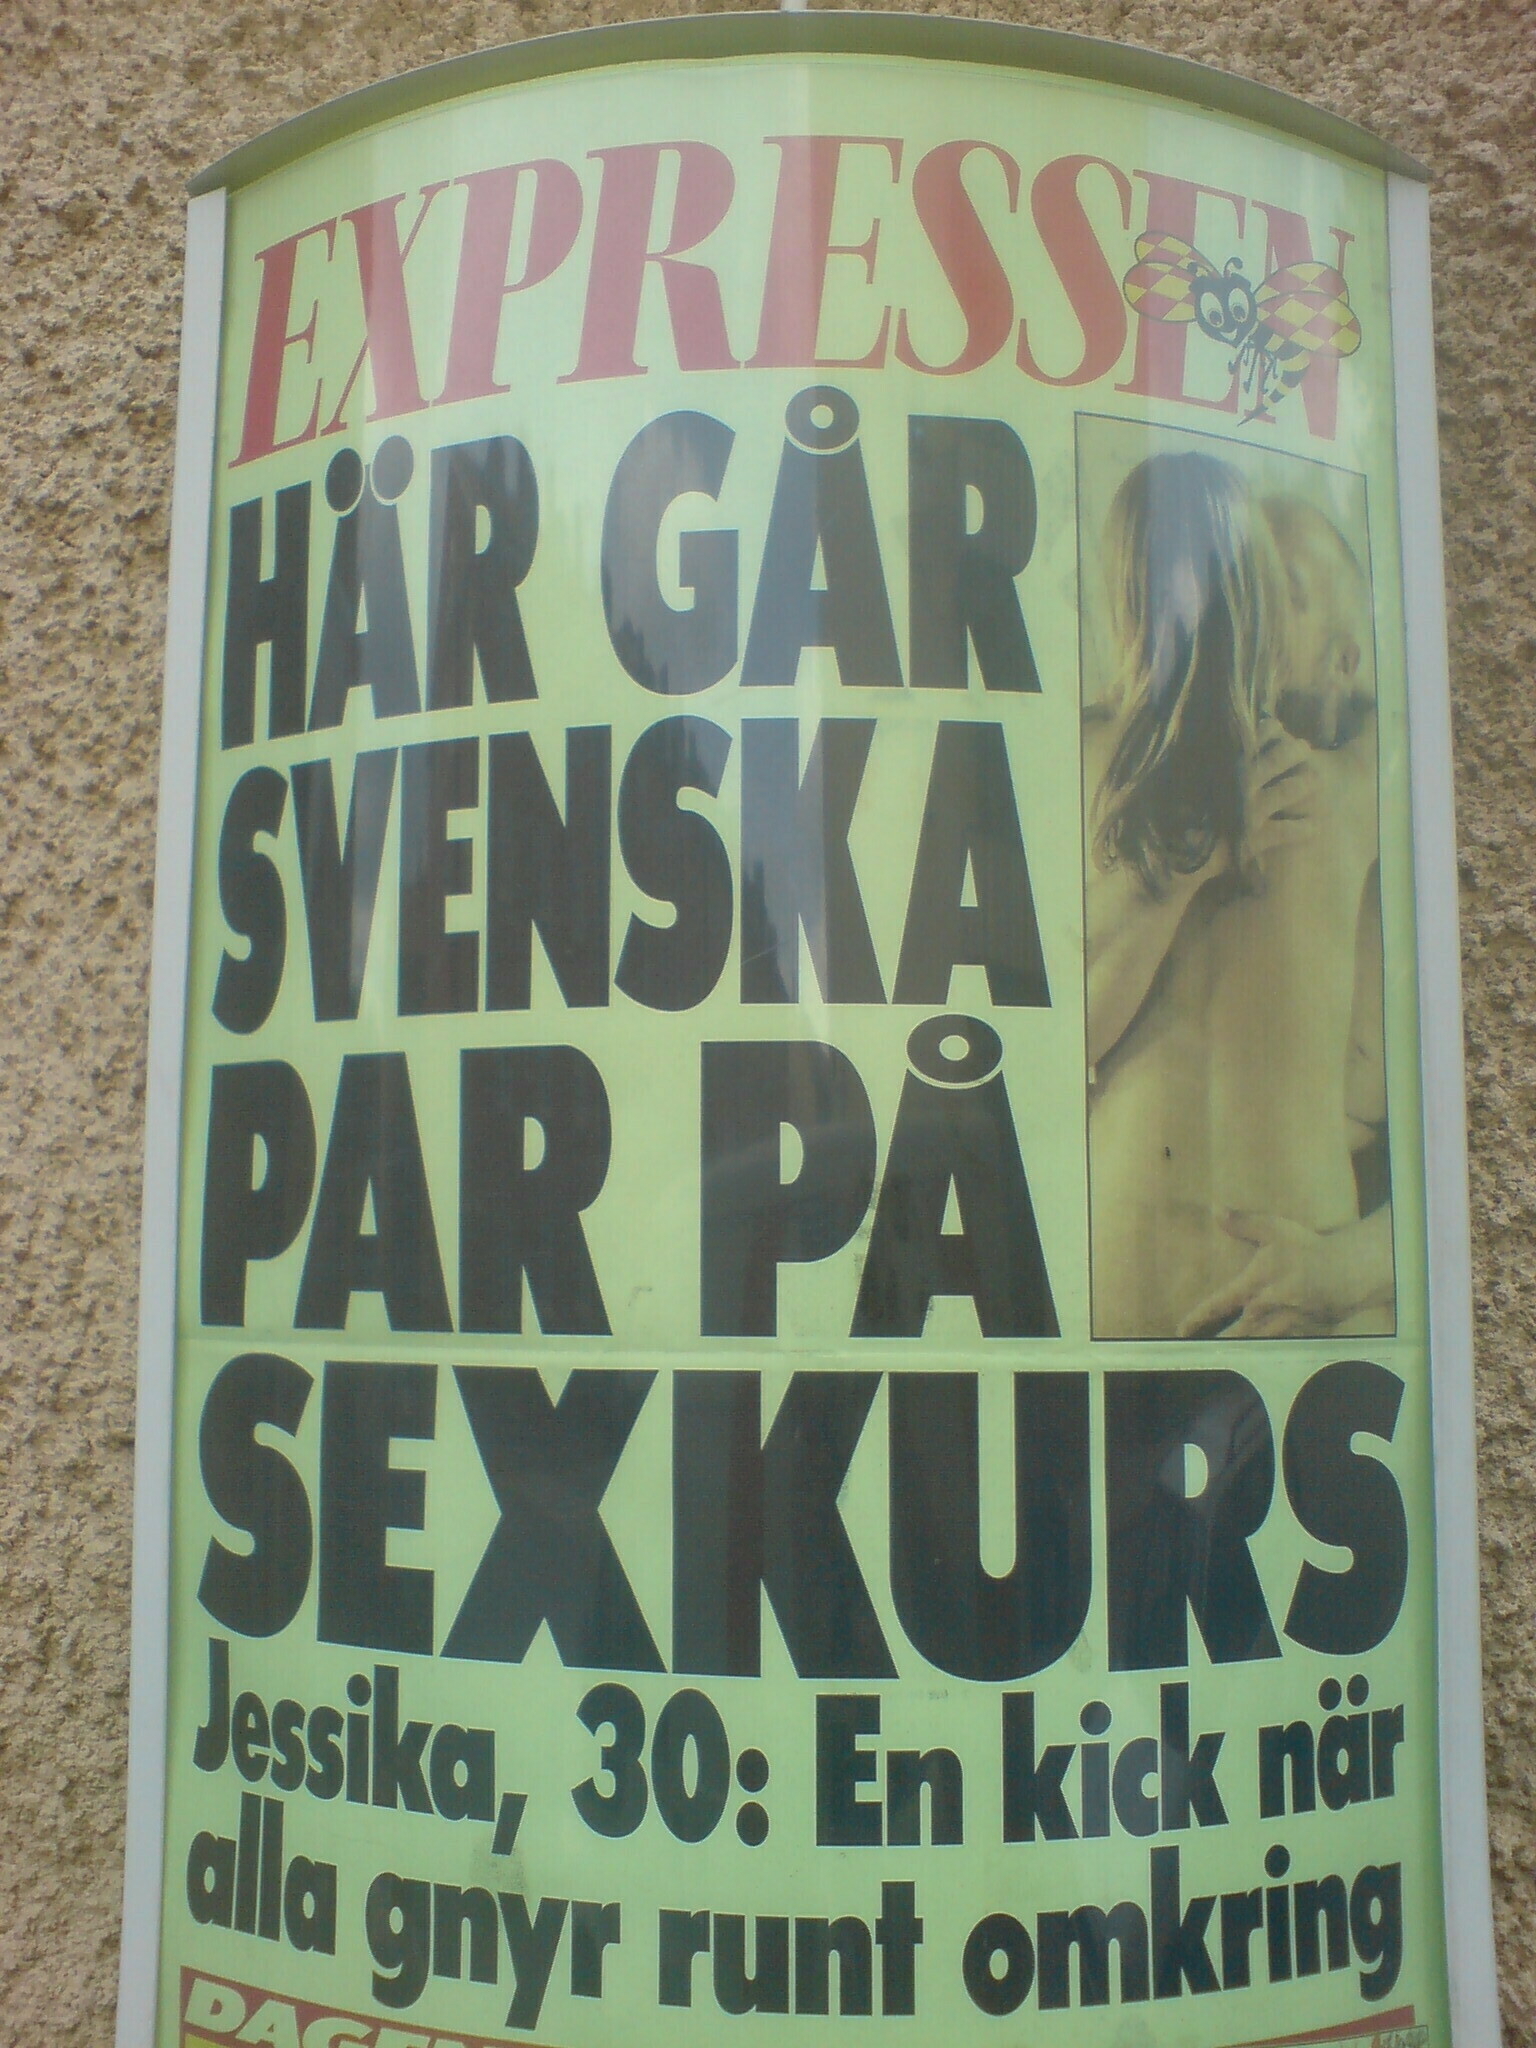 EXPRESSEN
HÄR GÅR
SVENSKA
PAR PÅ
SEXKURS
Jessika, 30: En kick när
alla gnyr runt omkring